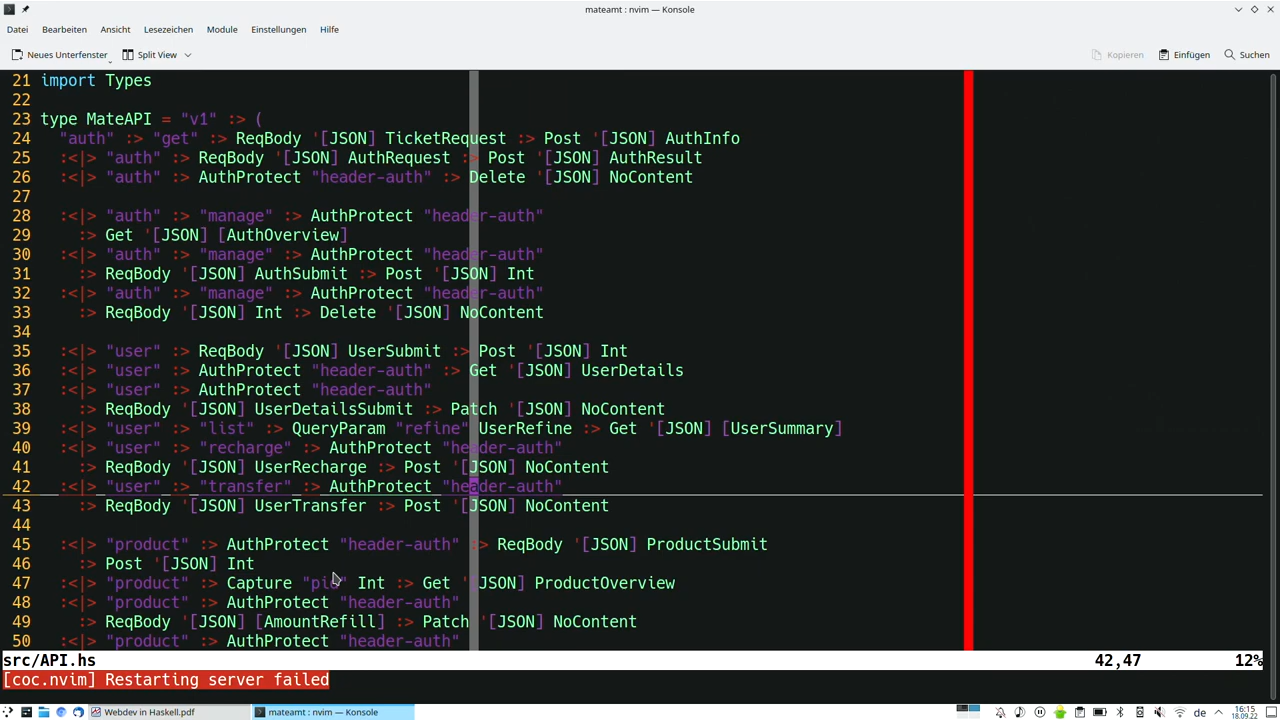 mateamt : nvim — Konsole
Datei Bearbeiten Ansicht Lesezeichen Module Einstellungen Hilfe
Neues Unterfenster Split View Kopieren Einfügen Suchen
21 import Types
22
23 type MateAPI = "v1" :> (
24   "auth" :> "get" :> ReqBody '[JSON] TicketRequest :> Post '[JSON] AuthInfo
25   :<|> "auth" :> ReqBody '[JSON] AuthRequest :> Post '[JSON] AuthResult
26   :<|> "auth" :> AuthProtect "header-auth" :> Delete '[JSON] NoContent
27
28   :<|> "auth" :> "manage" :> AuthProtect "header-auth"
29     :> Get '[JSON] [AuthOverview]
30   :<|> "auth" :> "manage" :> AuthProtect "header-auth"
31     :> ReqBody '[JSON] AuthSubmit :> Post '[JSON] Int
32   :<|> "auth" :> "manage" :> AuthProtect "header-auth"
33     :> ReqBody '[JSON] Int :> Delete '[JSON] NoContent
34
35   :<|> "user" :> ReqBody '[JSON] UserSubmit :> Post '[JSON] Int
36   :<|> "user" :> AuthProtect "header-auth" :> Get '[JSON] UserDetails
37   :<|> "user" :> AuthProtect "header-auth"
38     :> ReqBody '[JSON] UserDetailsSubmit :> Patch '[JSON] NoContent
39   :<|> "user" :> "list" :> QueryParam "refine" UserRefine :> Get '[JSON] [UserSummary]
40   :<|> "user" :> "recharge" :> AuthProtect "header-auth"
41     :> ReqBody '[JSON] UserRecharge :> Post '[JSON] NoContent
42   :<|> "user" :> "transfer" :> AuthProtect "header-auth"
43     :> ReqBody '[JSON] UserTransfer :> Post '[JSON] NoContent
44
45   :<|> "product" :> AuthProtect "header-auth" :> ReqBody '[JSON] ProductSubmit
46     :> Post '[JSON] Int
47   :<|> "product" :> Capture "pid" Int :> Get '[JSON] ProductOverview
48   :<|> "product" :> AuthProtect "header-auth"
49     :> ReqBody '[JSON] [AmountRefill] :> Patch '[JSON] NoContent
50   :<|> "product" :> AuthProtect "header-auth"
src/API.hs 42,47 12%
[coc.nvim] Restarting server failed
Webdev in Haskell.pdf mateamt : nvim — Konsole de 16:15
18.09.22